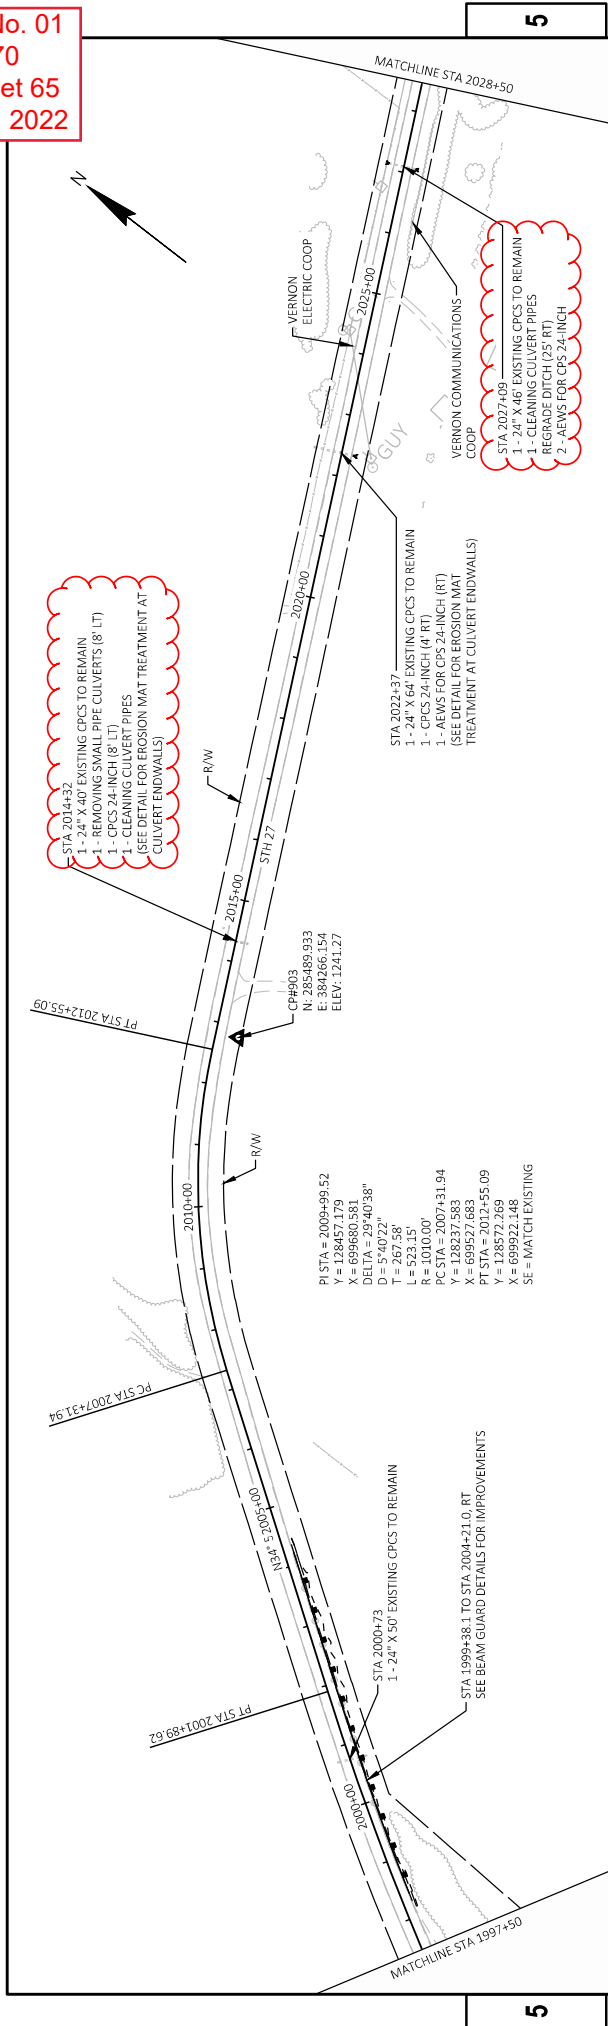 No. 01
70
et 65
2022
5
MATCHLINE STA 2028+50
N
VERNON
ELECTRIC COOP
2025+00
VERNON COMMUNICATIONS
COOP
GUY
STA 2027+09
1 - 24" X 46' EXISTING CPCS TO REMAIN
1 - CLEANING CULVERT PIPES
REGRADE DITCH (25' RT)
2 - AEWS FOR CPS 24-INCH
STA 2022+37
1 - 24" X 64' EXISTING CPCS TO REMAIN
1 - CPCS 24-INCH (4' RT)
1 - AEWS FOR CPS 24-INCH (RT)
(SEE DETAIL FOR EROSION MAT
TREATMENT AT CULVERT ENDWALLS)
2020+00
STA 2014+32
1 - 24" X 40' EXISTING CPCS TO REMAIN
1 - REMOVING SMALL PIPE CULVERTS (8' LT)
1 - CPCS 24-INCH (8' LT)
1 - CLEANING CULVERT PIPES
(SEE DETAIL FOR EROSION MAT TREATMENT AT
CULVERT ENDWALLS)
R/W
STH 27
2015+00
CP#903
N: 285489.933
E: 384266.154
ELEV: 1241.27
PT STA 2012+55.09
R/W
2010+00
PI STA = 2009+99.52
Y = 128457.179
X = 699680.581
DELTA = 29°40'38"
D = 5°40'22"
T = 267.58'
L = 523.15'
R = 1010.00'
PC STA = 2007+31.94
Y = 128237.583
X = 699527.683
PT STA = 2012+55.09
Y = 128572.269
X = 699922.148
SE = MATCH EXISTING
PC STA 2007+31.94
N34° 5 2005+00
STA 2000+73
1 - 24" X 50' EXISTING CPCS TO REMAIN
STA 1999+38.1 TO STA 2004+21.0, RT
SEE BEAM GUARD DETAILS FOR IMPROVEMENTS
PT STA 2001+89.62
2000+00
MATCHLINE STA 1997+50
5